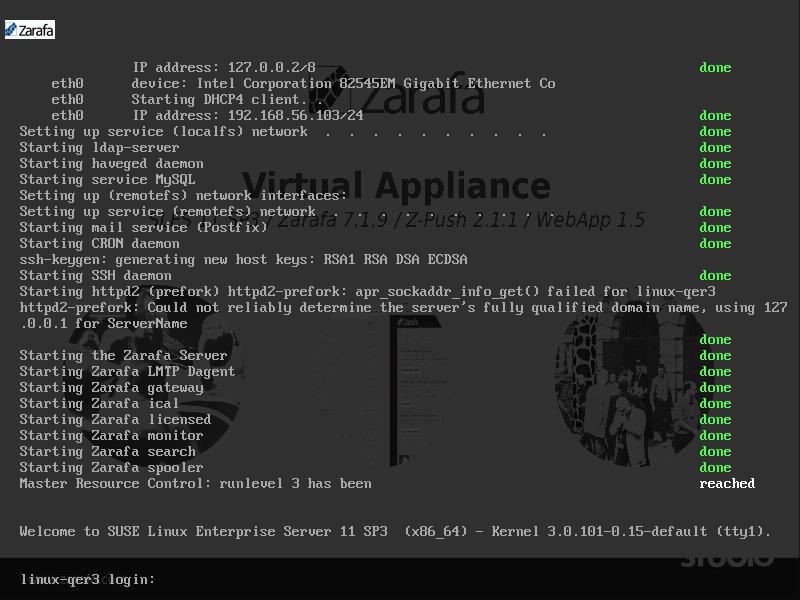 Zarafa
IP address: 127.0.0.2/8 done
eth0 device: Intel Corporation 82545EM Gigabit Ethernet Co
eth0 Starting DHCP4 client. . .
eth0 IP address: 192.168.56.103/24 done
Zarafa
Setting up service (localfs) network . . . . . . . . . . done
Starting ldap-server done
Starting haveged daemon done
Starting service MySQL done
Virtual Appliance
Setting up (remotefs) network interfaces:
Setting up service (remotefs) network . . . . . . . . . . done
/ Zarafa 7.1.9 / Z-Push 2.1.1 / WebApp 1.5
Starting mail service (Postfix) done
Starting CRON daemon done
ssh-keygen: generating new host keys: RSA1 RSA DSA ECDSA
Starting SSH daemon done
Starting httpd2 (prefork) httpd2-prefork: apr_sockaddr_info_get() failed for linux-qer3
httpd2-prefork: Could not reliably determine the server's fully qualified domain name, using 127
.0.0.1 for ServerName
done
Starting the Zarafa Server done
Starting Zarafa LMTP Dagent done
Starting Zarafa gateway done
Starting Zarafa ical done
Starting Zarafa licensed done
Starting Zarafa monitor done
Starting Zarafa search done
Starting Zarafa spooler done
Master Resource Control: runlevel 3 has been reached
Welcome to SUSE Linux Enterprise Server 11 SP3 (x86_64) - Kernel 3.0.101-0.15-default (tty1).
linux-qer3 login: